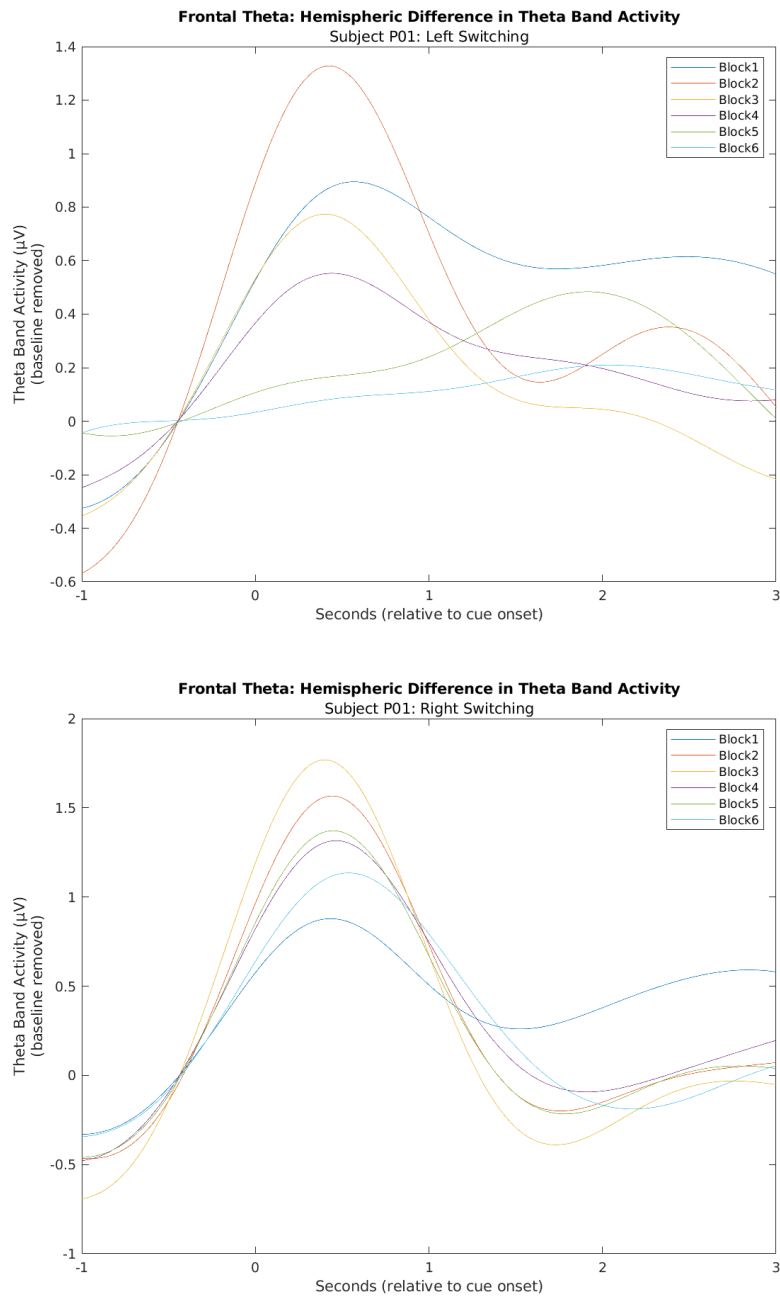 Frontal Theta: Hemispheric Difference in Theta Band Activity
Subject P01: Left Switching
1.4
1.2
1
0.8
0.6
0.4
0.2
0
-0.2
-0.4
-0.6
Theta Band Activity (µV)
(baseline removed)
Block1
Block2
Block3
Block4
Block5
Block6
-1 0 1 2 3
Seconds (relative to cue onset)
Frontal Theta: Hemispheric Difference in Theta Band Activity
Subject P01: Right Switching
2
1.5
1
0.5
0
-0.5
-1
Theta Band Activity (µV)
(baseline removed)
Block1
Block2
Block3
Block4
Block5
Block6
-1 0 1 2 3
Seconds (relative to cue onset)